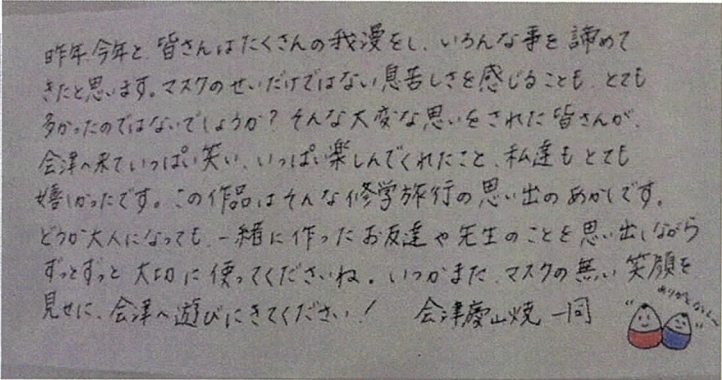 昨年、今年と、皆さんはたくさんの我慢をし、いろんな事を諦めて
きたと思います。マスクのせいだけではない息苦しさを感じることも、とても
多かったのではないでしょうか？そんな大変な思いをされた皆さんが、
会津へ来ていっぱい笑い、いっぱい楽しんでくれたこと、私達もとても
嬉しかったです。この作品はそんな修学旅行の思い出のあかしです。
どうか大人になっても、一緒に作ったお友達や先生のことを思い出しながら
ずっとずっと大切に使ってくださいね。いつかまた、マスクの無い笑顔を
見せに、会津へ遊びにきてください！ 会津慶山焼 一同